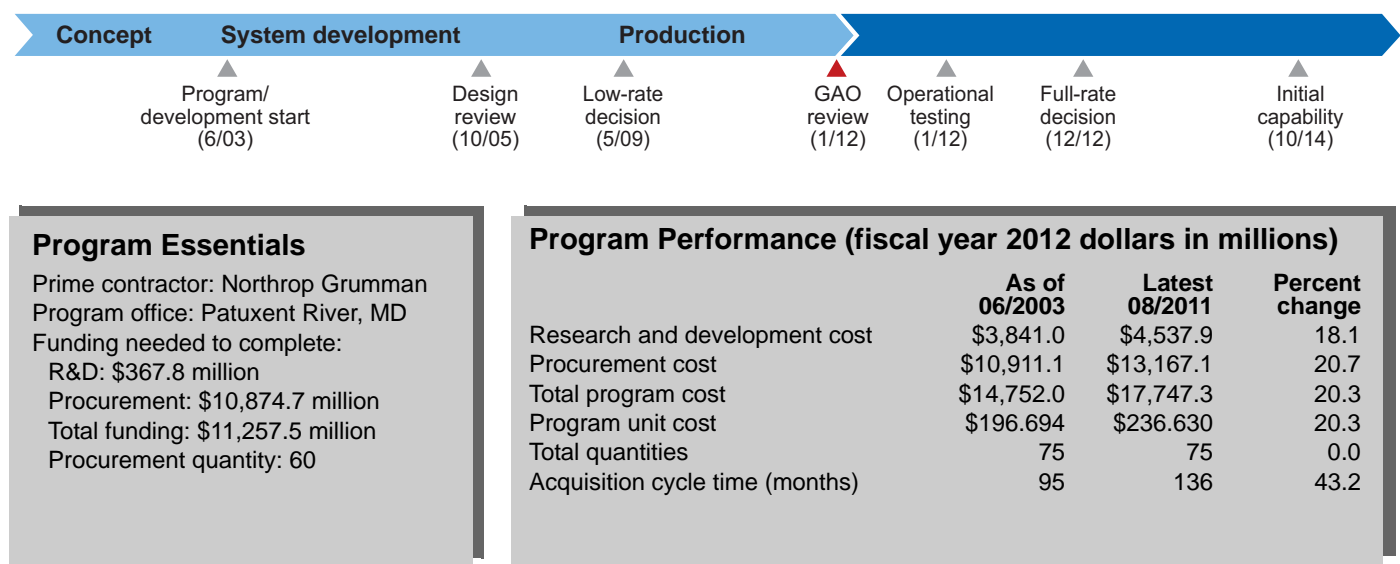 Concept System development Production
Program/ development start (6/03)
Design review (10/05)
Low-rate decision (5/09)
GAO review (1/12)
Operational testing (1/12)
Full-rate decision (12/12)
Initial capability (10/14)
Program Essentials
Prime contractor: Northrop Grumman
Program office: Patuxent River, MD
Funding needed to complete:
R&D: $367.8 million
Procurement: $10,874.7 million
Total funding: $11,257.5 million
Procurement quantity: 60
Program Performance (fiscal year 2012 dollars in millions)
As of 06/2003 Latest 08/2011 Percent change
Research and development cost $3,841.0 $4,537.9 18.1
Procurement cost $10,911.1 $13,167.1 20.7
Total program cost $14,752.0 $17,747.3 20.3
Program unit cost $196.694 $236.630 20.3
Total quantities 75 75 0.0
Acquisition cycle time (months) 95 136 43.2